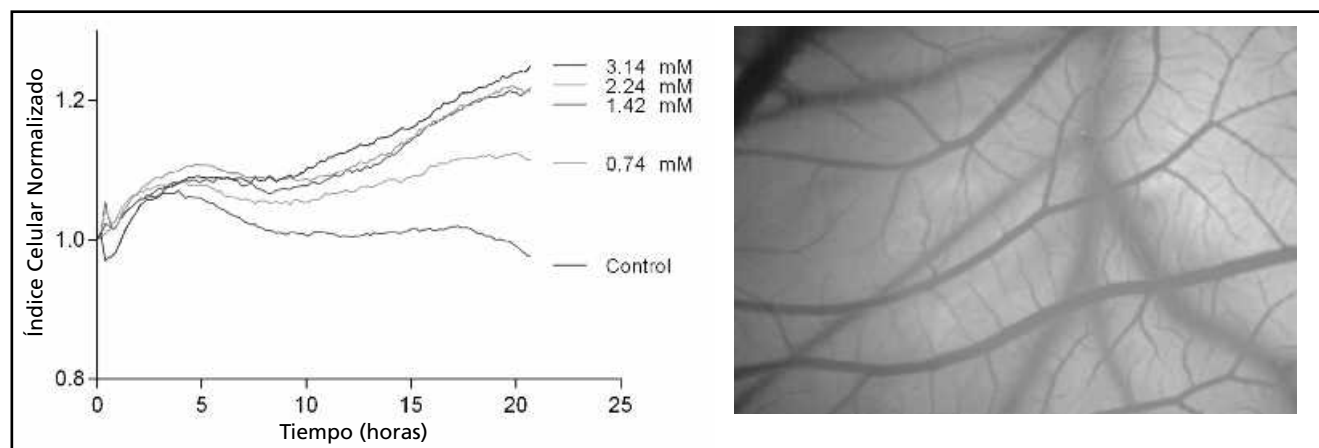 Índice Celular Normalizado
1.2
1.0
0.8
0 5 10 15 20 25
Tiempo (horas)
3.14 mM
2.24 mM
1.42 mM
0.74 mM
Control